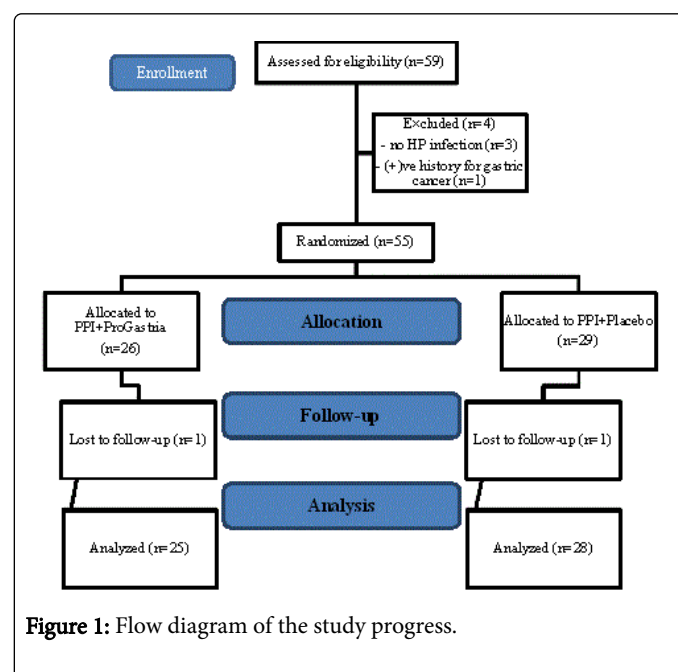 Enrollment
Assessed for eligibility (n=59)
Excluded (n=4)
- no HP infection (n=3)
- (+)ve history for gastric
cancer (n=1)
Randomized (n=55)
Allocated to
PPI+ProGastria
(n=26)
Allocation
Allocated to PPI+Placebo
(n=29)
Lost to follow-up (n=1)
Follow-up
Lost to follow-up (n=1)
Analysis
Analyzed (n=25)
Analyzed (n=28)
Figure 1: Flow diagram of the study progress.